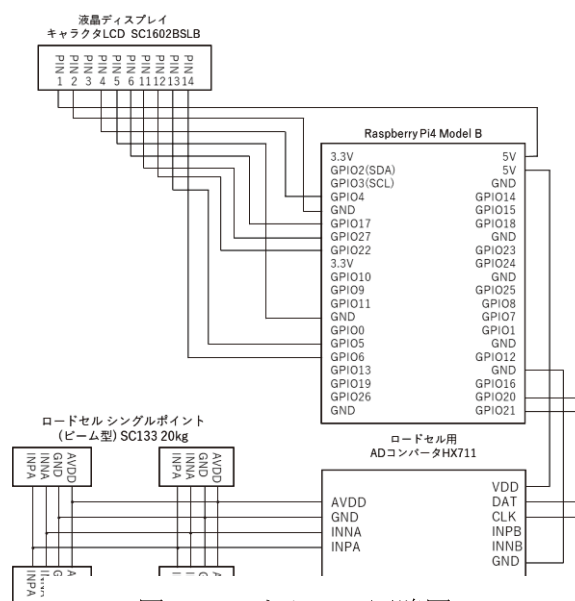 液晶ディスプレイ
キャラクタLCD SC1602BSLB
PIN 1
PIN 2
PIN 3
PIN 4
PIN 5
PIN 6
PIN 11
PIN 12
PIN 13
PIN 14
Raspberry Pi4 Model B
3.3V 5V
GPIO2(SDA) 5V
GPIO3(SCL) GND
GPIO4 GPIO14
GND GPIO15
GPIO17 GPIO18
GPIO27 GND
GPIO22 GPIO23
3.3V GPIO24
GPIO10 GND
GPIO9 GPIO25
GPIO11 GPIO8
GND GPIO7
GPIO0 GPIO1
GPIO5 GND
GPIO6 GPIO12
GPIO13 GND
GPIO19 GPIO16
GPIO26 GPIO20
GND GPIO21
ロードセル シングルポイント
(ビーム型) SC133 20kg
INPA
INNA
GND
AVDD
INPA
INNA
GND
AVDD
ロードセル用
ADコンバータHX711
AVDD
GND
INNA
INPA
VDD
DAT
CLK
INPB
INNB
GND
INPA